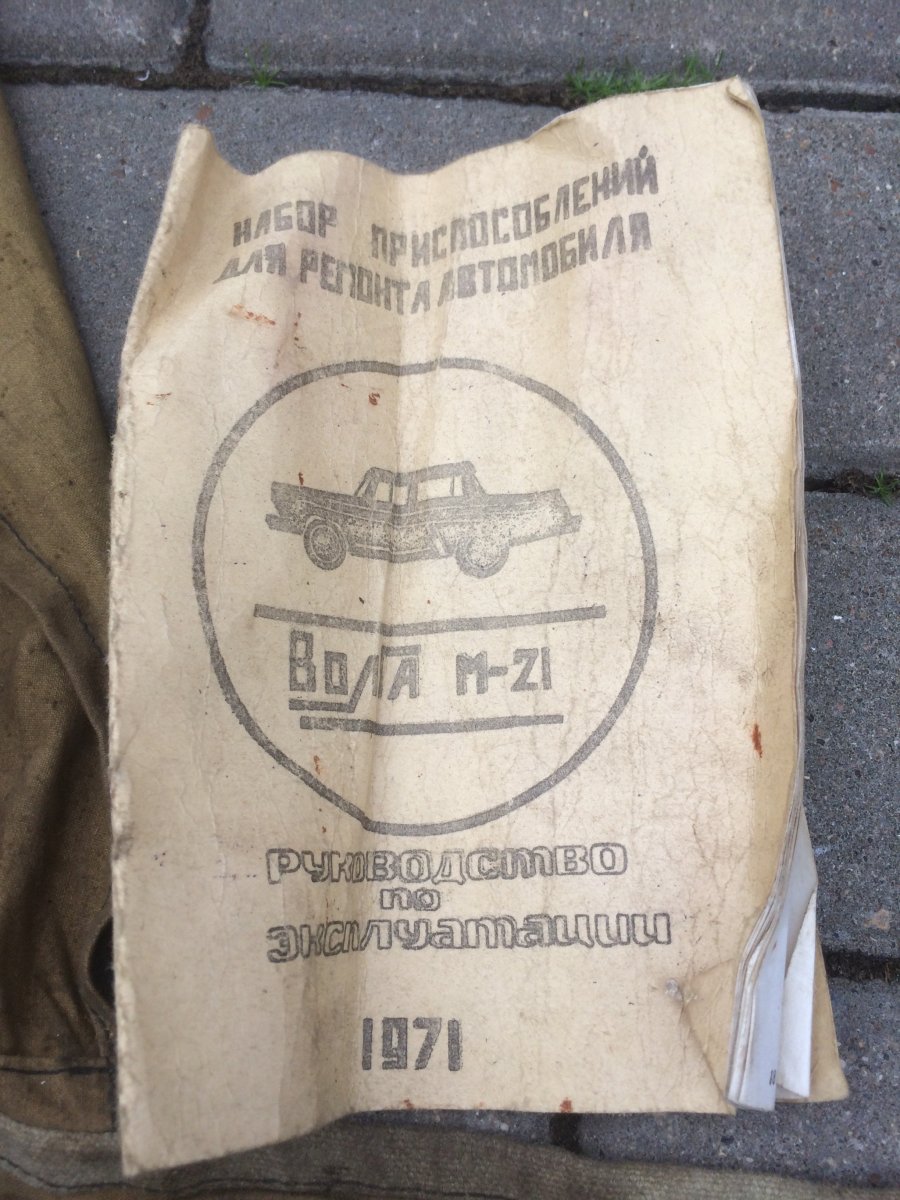 НАБОР ПРИСПОСОБЛЕНИЙ
ДЛЯ РЕМОНТА АВТОМОБИЛЯ
ВОЛГА М-21
РУКОВОДСТВО
ПО
ЭКСПЛУАТАЦИИ
1971